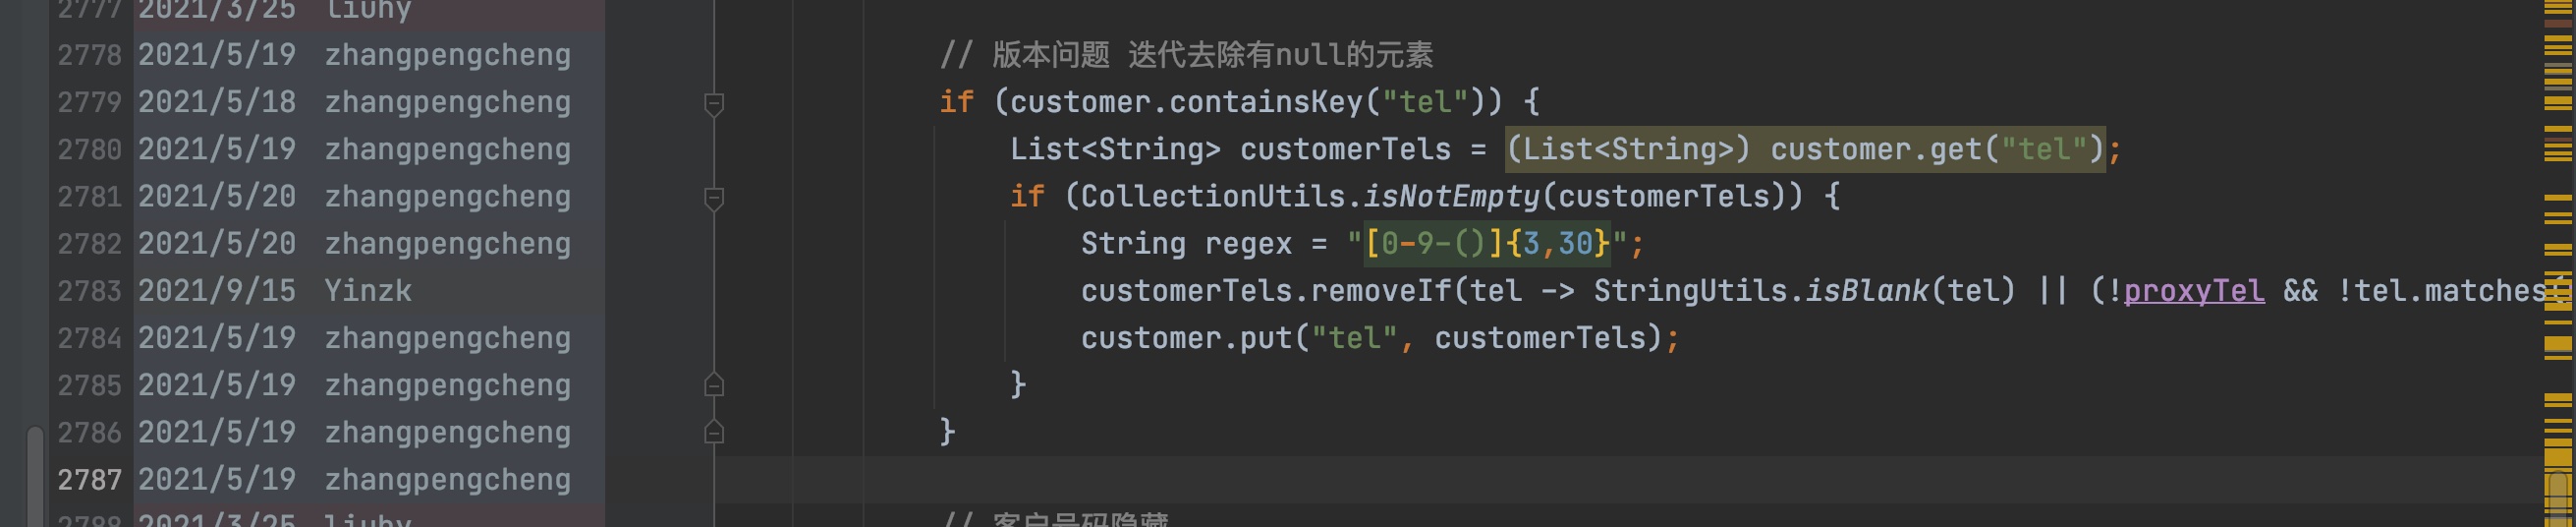 2777 2021/3/25 liuhy
2778 2021/5/19 zhangpengcheng // 版本问题 迭代去除有null的元素
2779 2021/5/18 zhangpengcheng if (customer.containsKey("tel")) {
2780 2021/5/19 zhangpengcheng List<String> customerTels = (List<String>) customer.get("tel");
2781 2021/5/20 zhangpengcheng if (CollectionUtils.isNotEmpty(customerTels)) {
2782 2021/5/20 zhangpengcheng String regex = "[0-9-()]{3,30}";
2783 2021/9/15 Yinzk customerTels.removeIf(tel -> StringUtils.isBlank(tel) || (!proxyTel && !tel.matches(
2784 2021/5/19 zhangpengcheng customer.put("tel", customerTels);
2785 2021/5/19 zhangpengcheng }
2786 2021/5/19 zhangpengcheng }
2787 2021/5/19 zhangpengcheng
2788 2021/3/25 liuhy // 客户号码隐藏